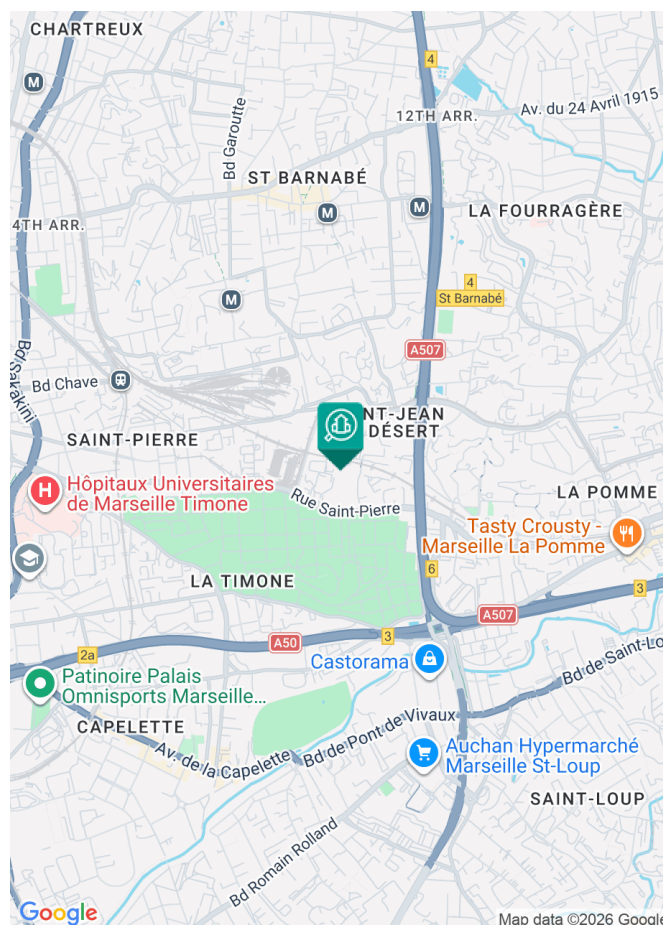 CHARTREUX
4
M
Av. du 24 Avril 1915
12TH ARR.
Bd Garoutte
ST BARNABÉ
M
M
LA FOURRAGÈRE
4TH ARR.
4
St Barnabé
M
A507
Bd Sakakini
Bd Chave
NT-JEAN
DÉSERT
SAINT-PIERRE
H
Hôpitaux Universitaires
de Marseille Timone
Rue Saint-Pierre
LA POMME
Tasty Crousty -
Marseille La Pomme
LA TIMONE
6
3
A507
3
A50
2a
Castorama
Bd de Saint-Lo
Patinoire Palais
Omnisports Marseille...
CAPELETTE
Bd de Pont de Vivaux
Av. de la Capelette
Auchan Hypermarché
Marseille St-Loup
SAINT-LOUP
Bd Romain Rolland
Google
Map data ©2026 Google